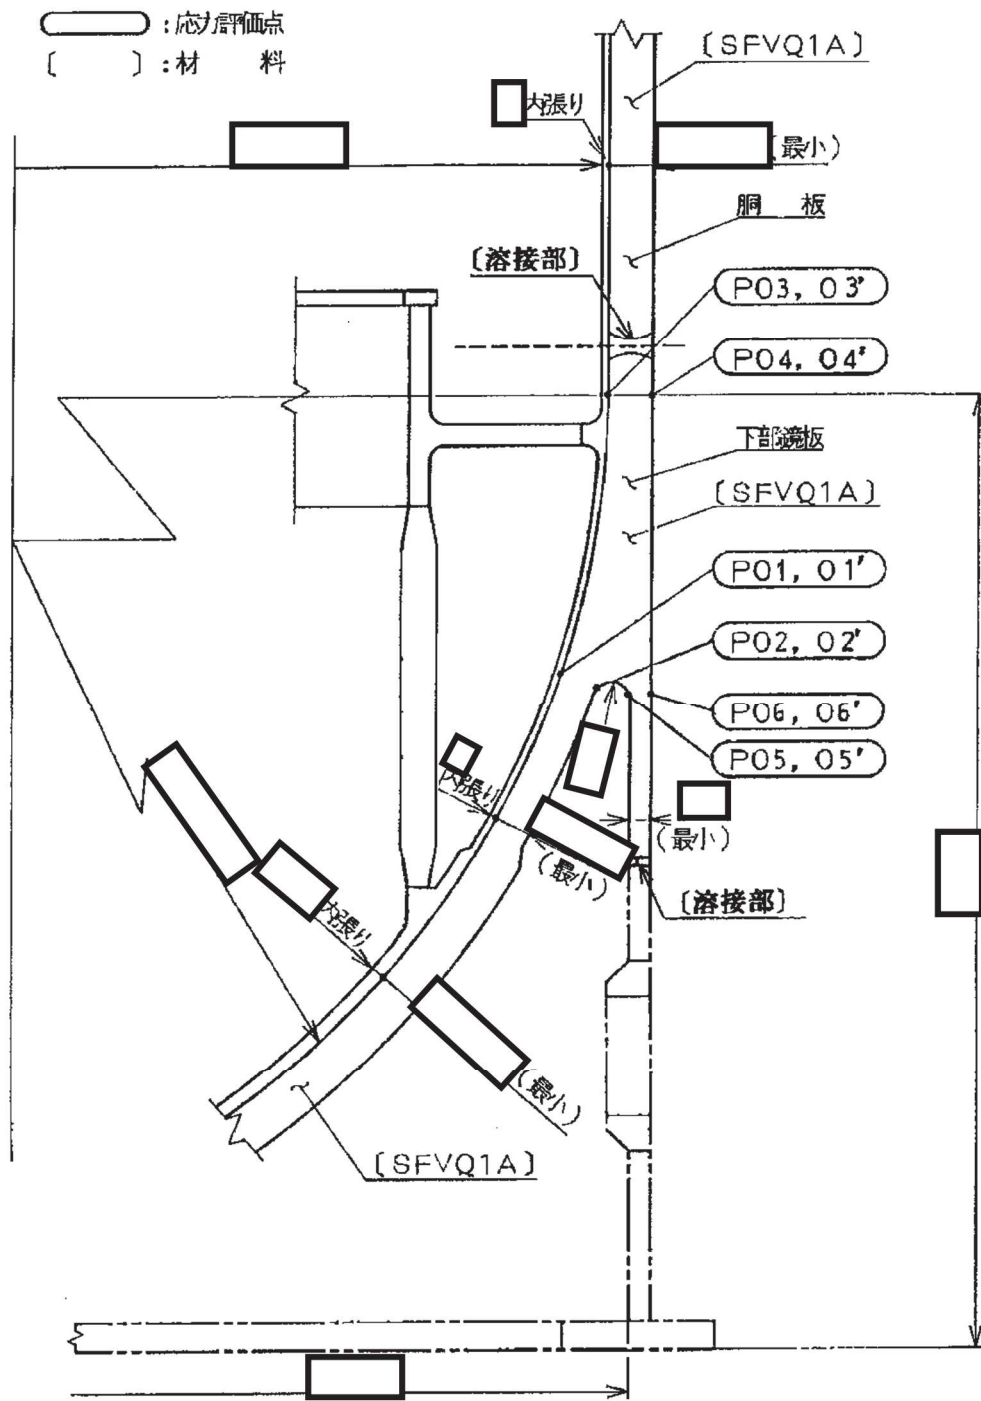 ：応力評価点
〔　　〕：材　料
〔SFVQ1A〕
内張り
（最小）
胴　板
〔溶接部〕
P03, 03'
P04, 04'
下部鏡板
〔SFVQ1A〕
P01, 01'
P02, 02'
P06, 06'
P05, 05'
内張り
（最小）
（最小）
〔溶接部〕
内張り
（最小）
〔SFVQ1A〕